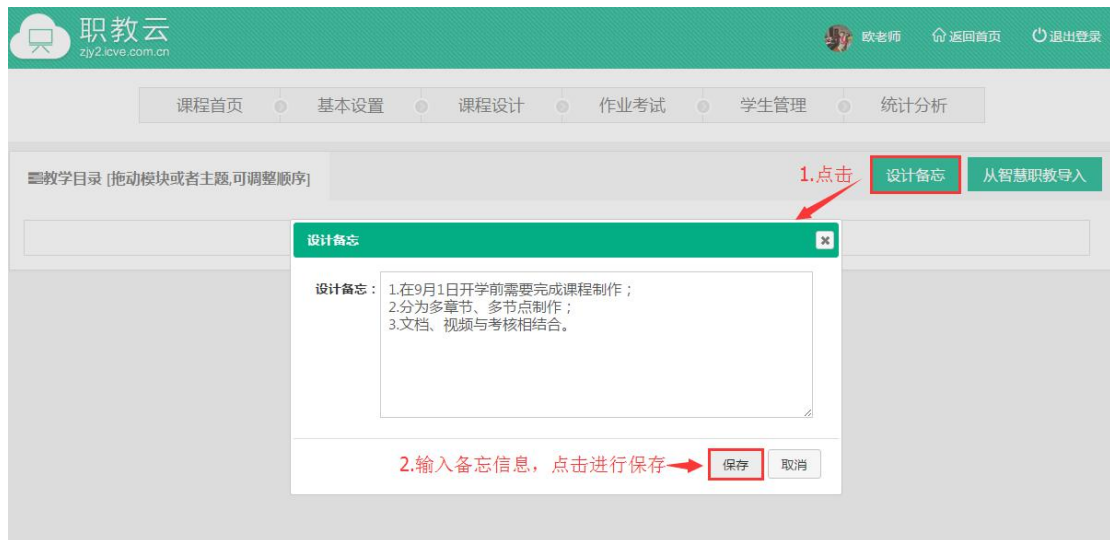 职教云
zjy2.icve.com.cn
欧老师 返回首页 退出登录
课程首页 基本设置 课程设计 作业考试 学生管理 统计分析
教学目录 [拖动模块或者主题,可调整顺序]
1.点击 设计备忘 从智慧职教导入
设计备忘
设计备忘：
1.在9月1日开学前需要完成课程制作；
2.分为多章节、多节点制作；
3.文档、视频与考核相结合。
2.输入备忘信息，点击进行保存 保存 取消